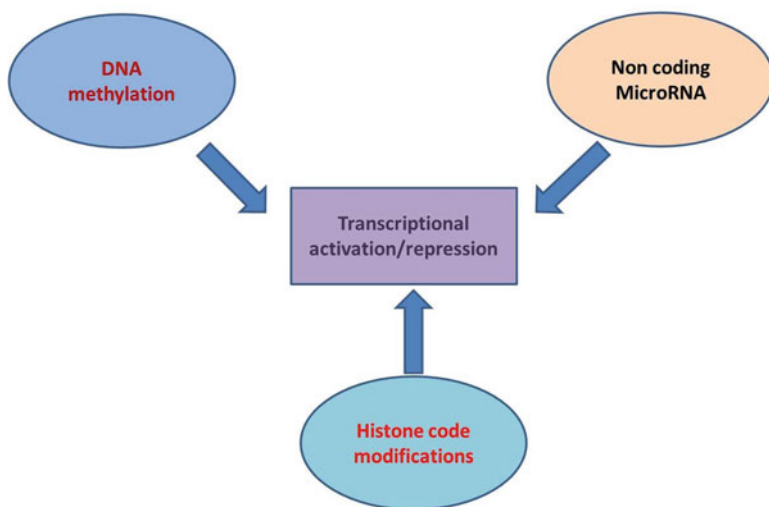 DNA
methylation
Non coding
MicroRNA
Transcriptional
activation/repression
Histone code
modifications